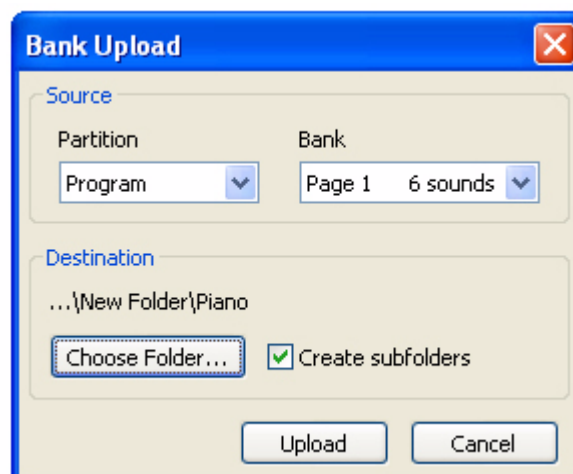 Bank Upload
Source
Partition Bank
Program Page 1 6 sounds
Destination
...\New Folder\Piano
Choose Folder... Create subfolders
Upload Cancel